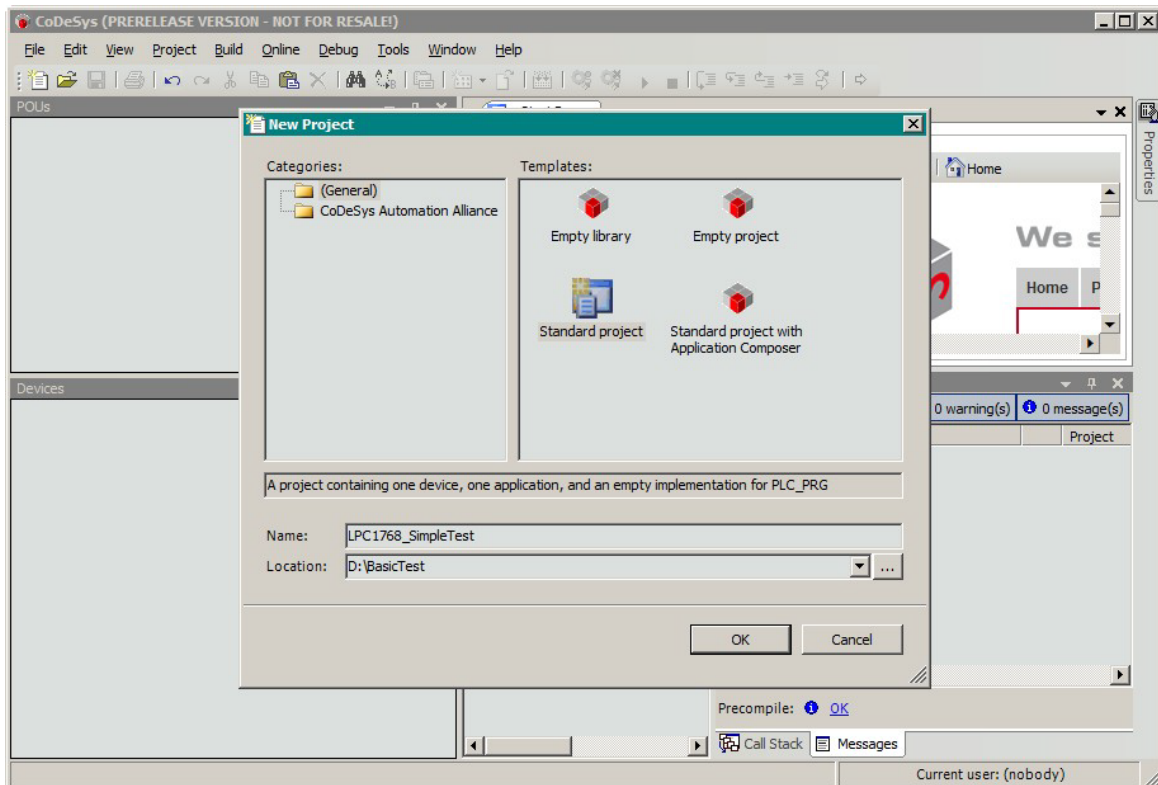 CoDeSys (PRERELEASE VERSION - NOT FOR RESALE!)
File Edit View Project Build Online Debug Tools Window Help
POUs
New Project
Categories:
(General)
CoDeSys Automation Alliance
Templates:
Empty library
Empty project
Standard project
Standard project with
Application Composer
A project containing one device, one application, and an empty implementation for PLC_PRG
Name: LPC1768_SimpleTest
Location: D:\BasicTest
...
OK Cancel
Home
We s
Home P
Properties
Devices
0 warning(s) 0 message(s)
Project
Precompile: OK
Call Stack Messages
Current user: (nobody)